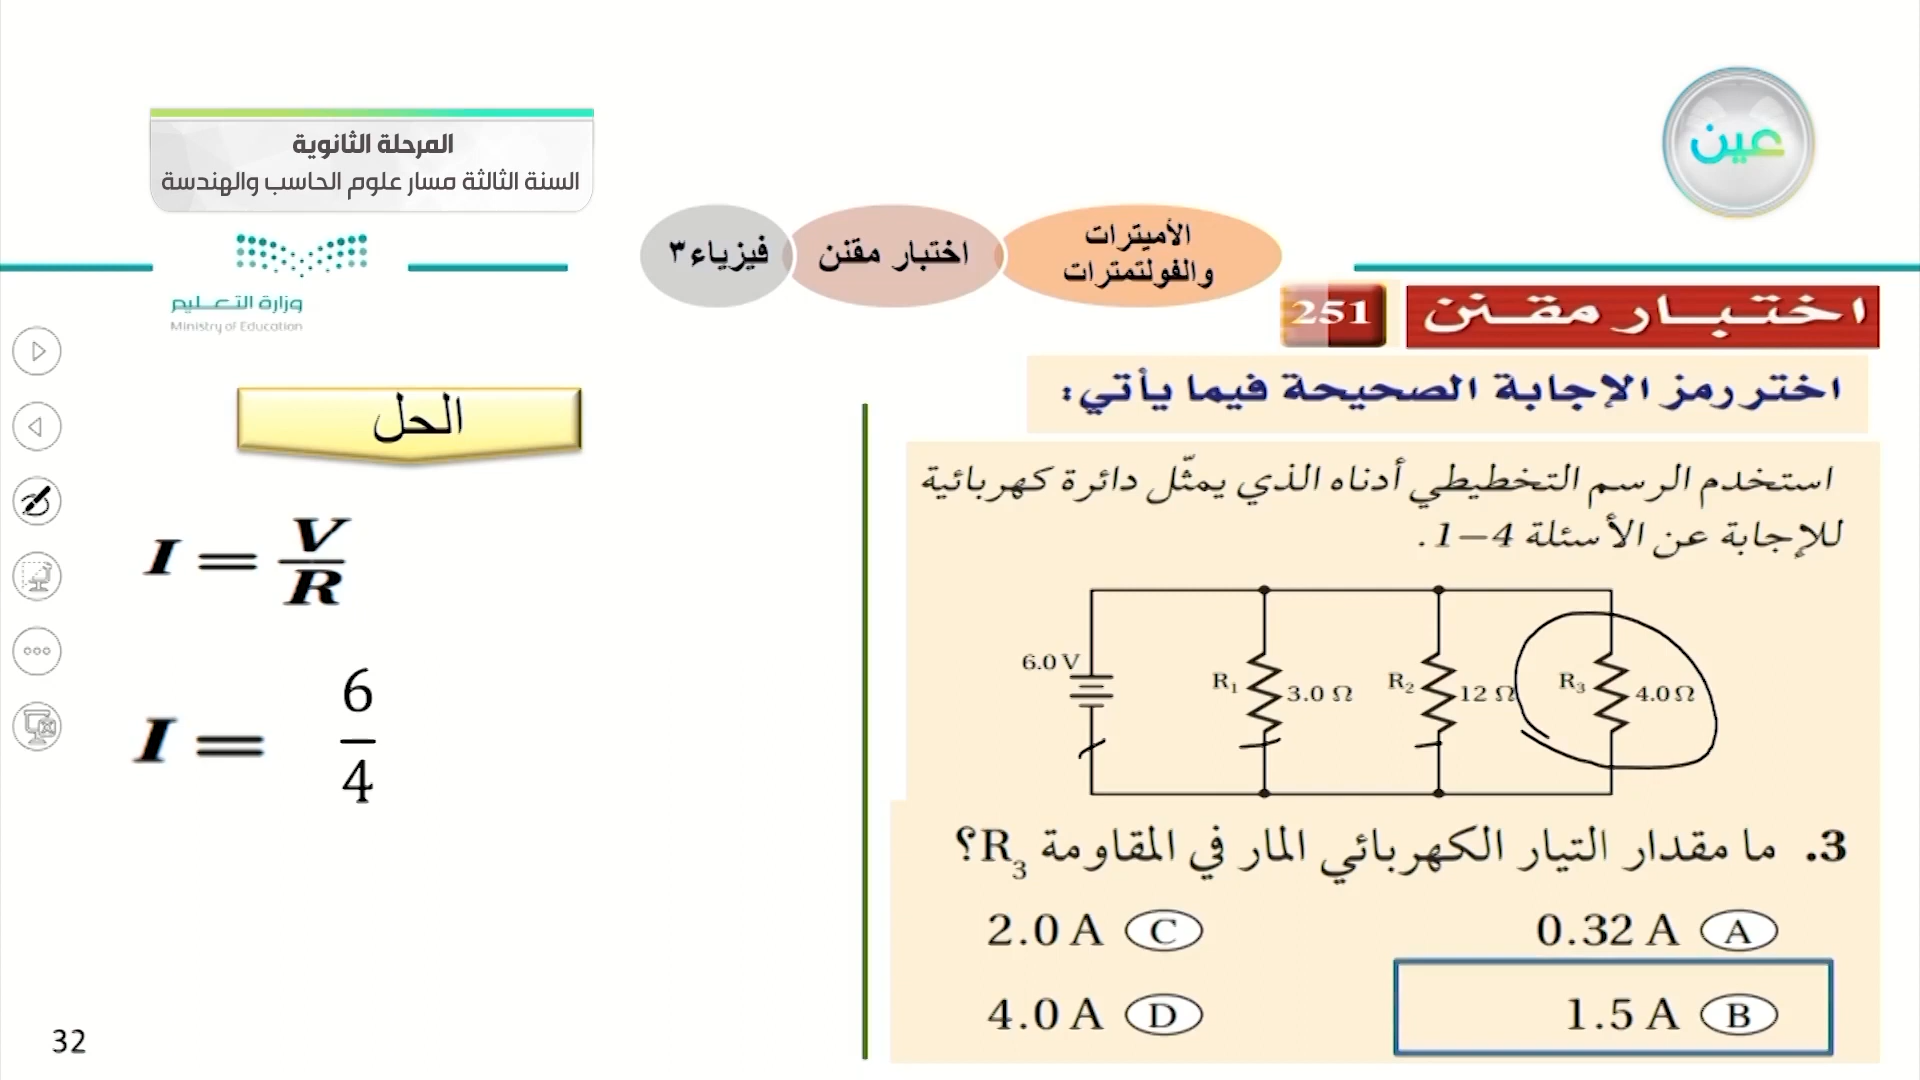 المرحلة الثانوية
السنة الثالثة مسار علوم الحاسب والهندسة
عين
وزارة التعليم
Ministry of Education
الأميترات
والفولتمترات
اختبار مقنن
فيزياء ٣
اختبار مقنن
251
اختر رمز الإجابة الصحيحة فيما يأتي:
استخدم الرسم التخطيطي أدناه الذي يمثّل دائرة كهربائية
للإجابة عن الأسئلة 4–1.
6.0 V
R₁ 3.0 Ω
R₂ 12 Ω
R₃ 4.0 Ω
3. ما مقدار التيار الكهربائي المار في المقاومة R₃؟
A 0.32 A
C 2.0 A
B 1.5 A
D 4.0 A
الحل
I = V/R
I = 6/4
32